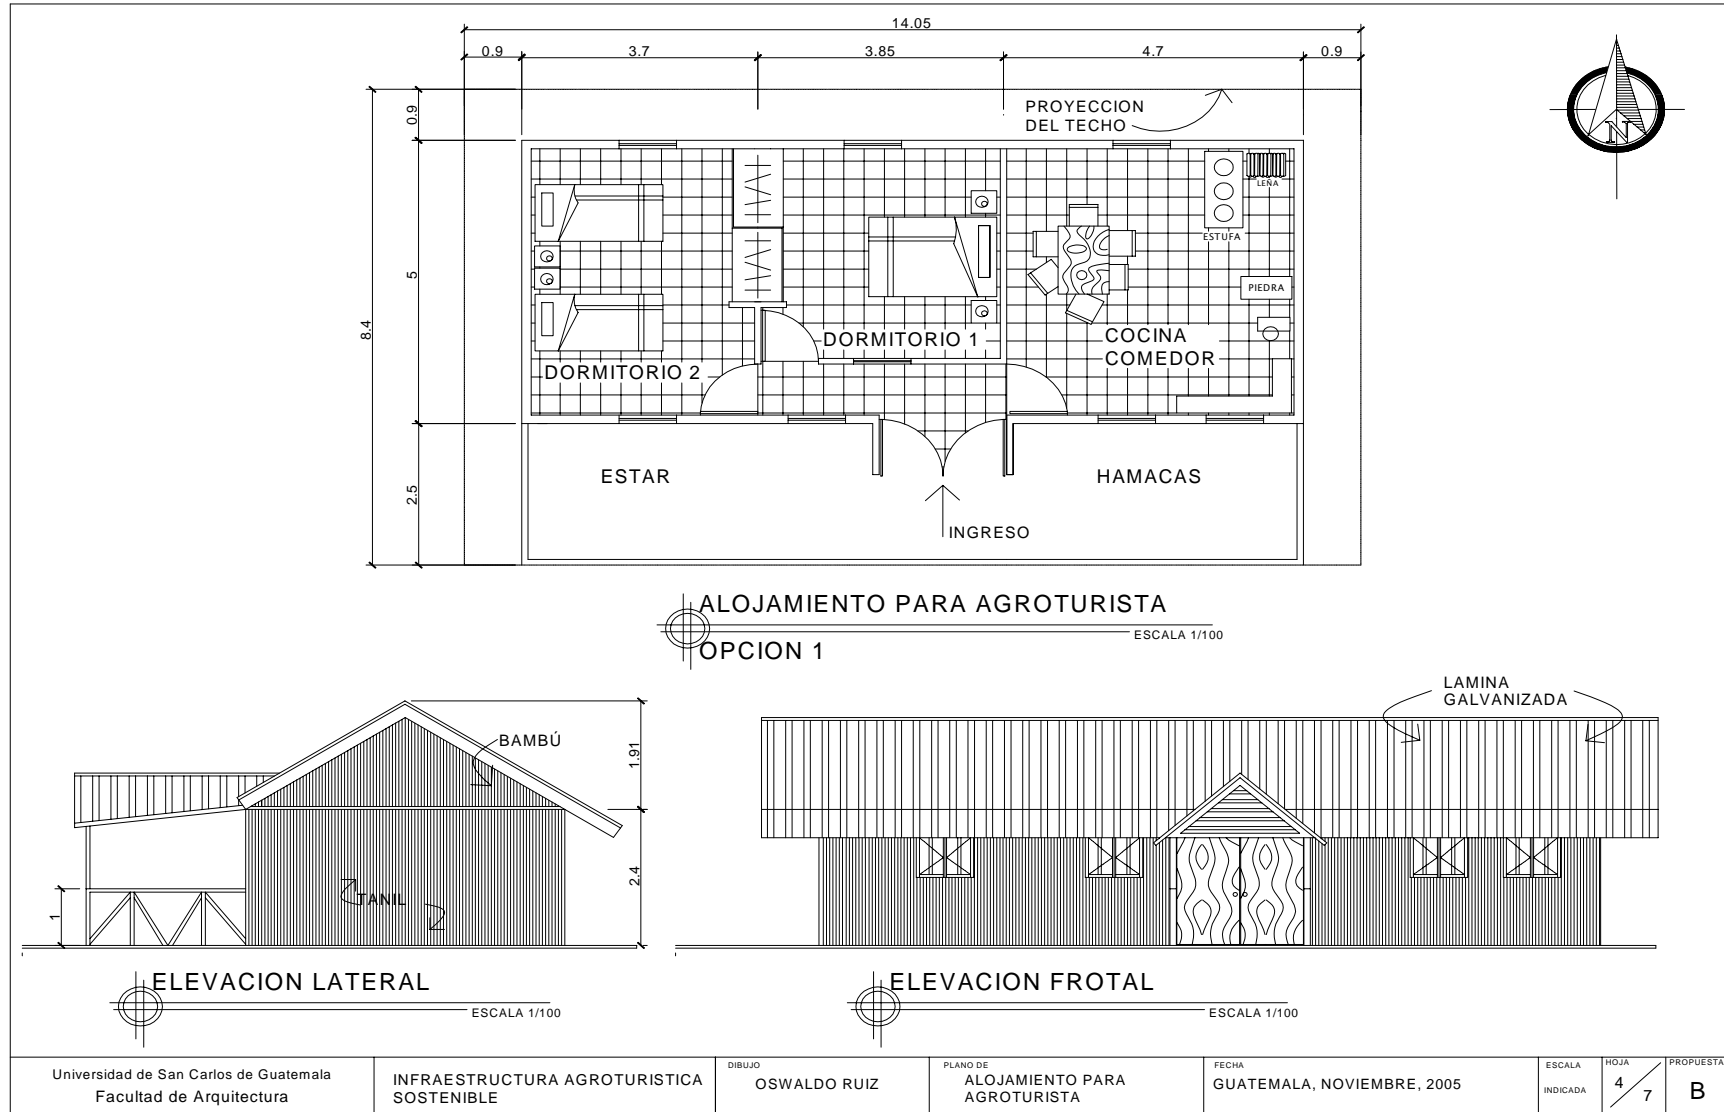 14.05
0.9
3.7
3.85
4.7
0.9
PROYECCION
DEL TECHO
N
0.9
5
8.4
2.5
LEÑA
ESTUFA
PIEDRA
DORMITORIO 1
COCINA
COMEDOR
DORMITORIO 2
ESTAR
HAMACAS
INGRESO
ALOJAMIENTO PARA AGROTURISTA
ESCALA 1/100
OPCION 1
LAMINA
GALVANIZADA
BAMBÚ
1.91
2.4
TANIL
1
ELEVACION LATERAL
ESCALA 1/100
ELEVACION FROTAL
ESCALA 1/100
Universidad de San Carlos de Guatemala
Facultad de Arquitectura
INFRAESTRUCTURA AGROTURISTICA
SOSTENIBLE
DIBUJO
OSWALDO RUIZ
PLANO DE
ALOJAMIENTO PARA
AGROTURISTA
FECHA
GUATEMALA, NOVIEMBRE, 2005
ESCALA
INDICADA
HOJA
4/7
PROPUESTA
B